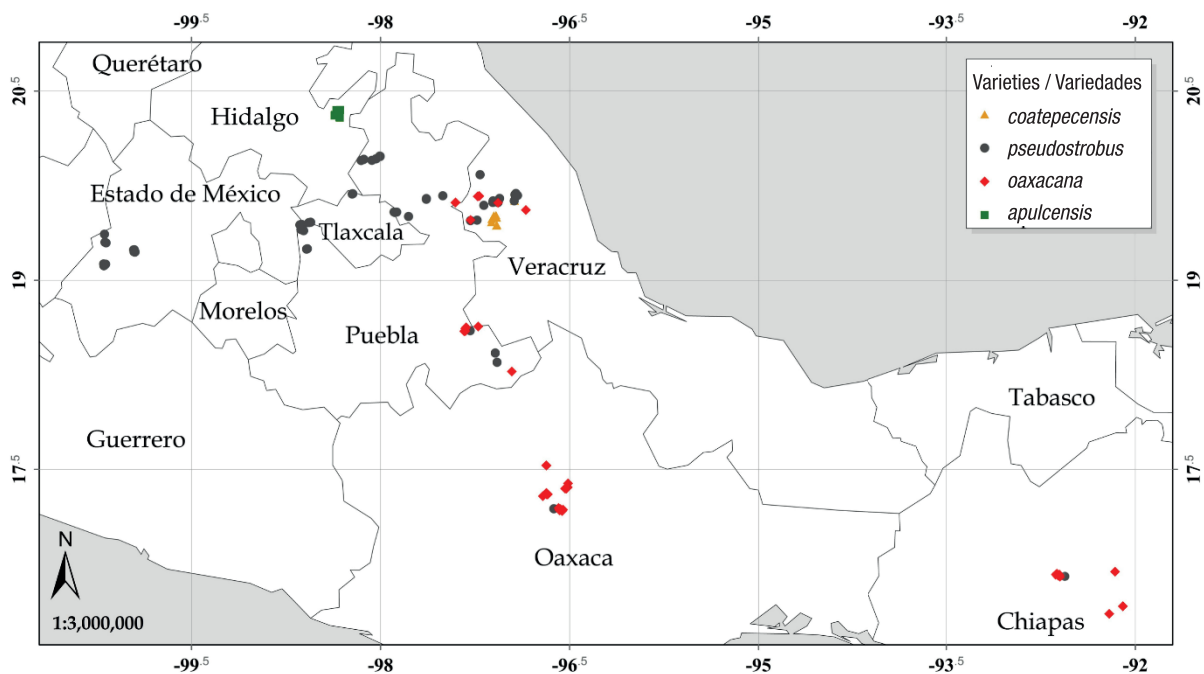 -99.5 -98 -96.5 -95 -93.5 -92
Querétaro
Varieties / Variedades
20.5 20.5
coatepecensis
Hidalgo
pseudostrobus
oaxacana
Estado de México
apulcensis
Tlaxcala
Veracruz
19 19
Morelos
Puebla
Tabasco
Guerrero
17.5 17.5
N
Oaxaca
1:3,000,000
Chiapas
-99.5 -98 -96.5 -95 -93.5 -92